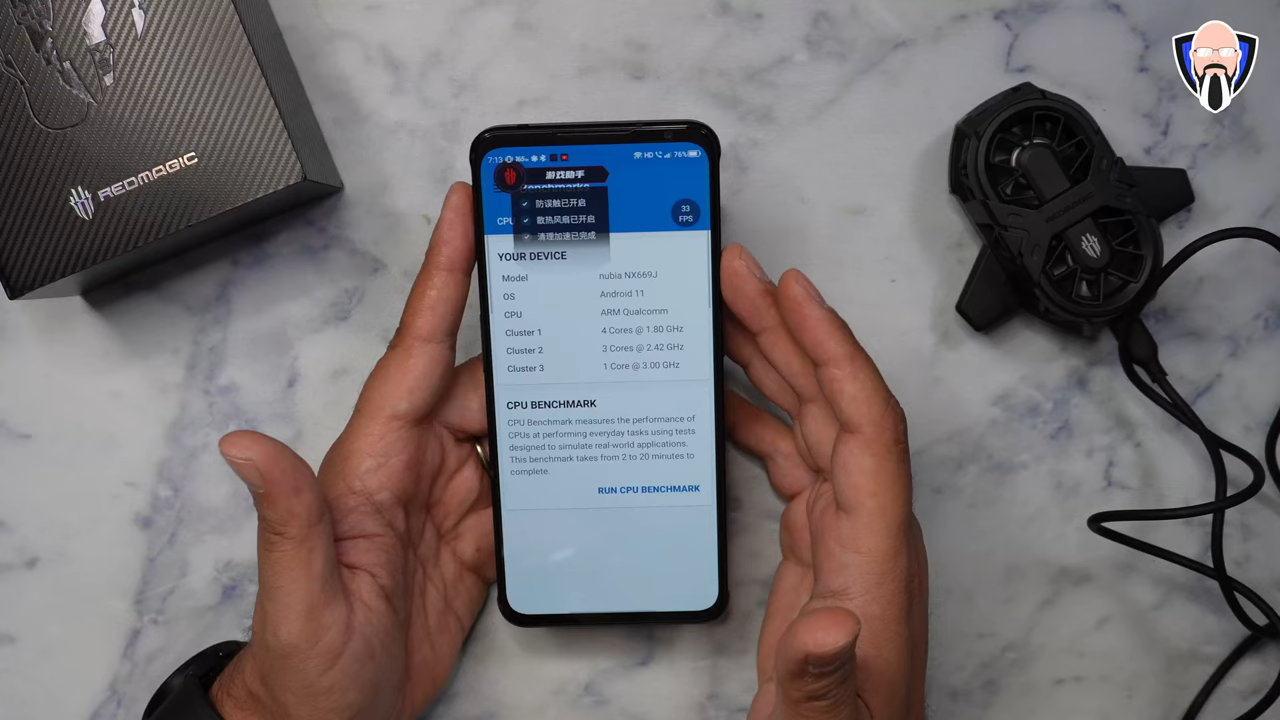 REDMAGIC
7:13
HD 76%
游戏助手
Benchmarks
防误触已开启
CPU
散热风扇已开启
33
FPS
清理加速已完成
YOUR DEVICE
Model nubia NX669J
OS Android 11
CPU ARM Qualcomm
Cluster 1 4 Cores @ 1.80 GHz
Cluster 2 3 Cores @ 2.42 GHz
Cluster 3 1 Core @ 3.00 GHz
CPU BENCHMARK
CPU Benchmark measures the performance of
CPUs at performing everyday tasks using tests
designed to simulate real-world applications.
This benchmark takes from 2 to 20 minutes to
complete.
RUN CPU BENCHMARK
REDMAGIC